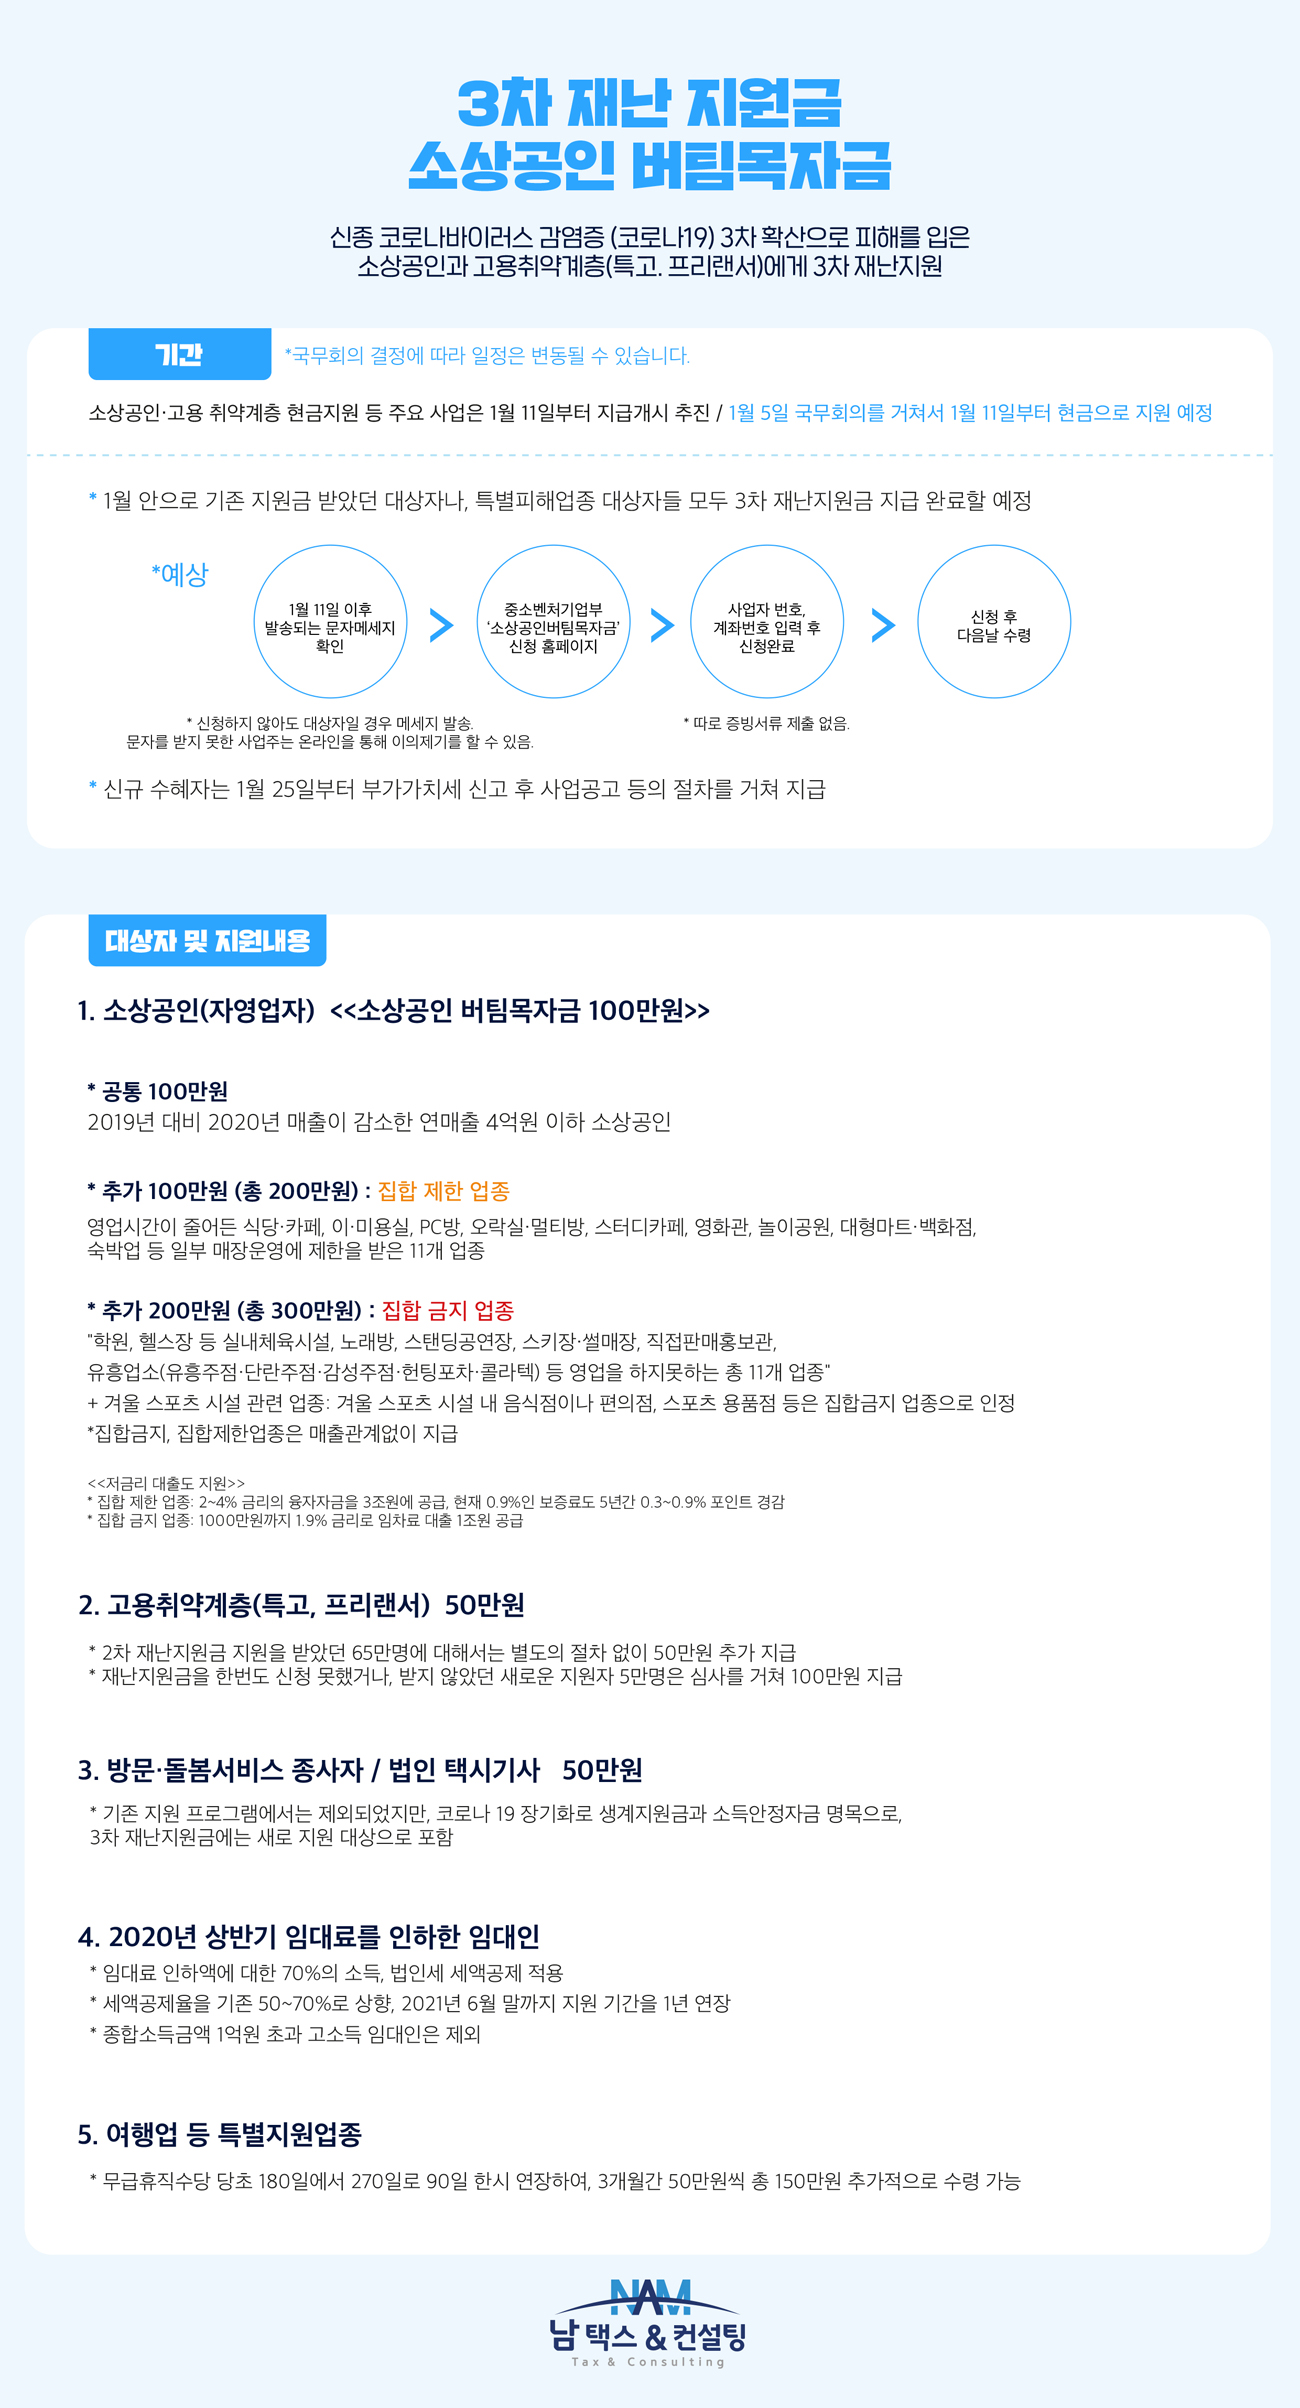 3차 재난 지원금
소상공인 버팀목자금
신종 코로나바이러스 감염증 (코로나19) 3차 확산으로 피해를 입은
소상공인과 고용취약계층(특고. 프리랜서)에게 3차 재난지원
기간
*국무회의 결정에 따라 일정은 변동될 수 있습니다.
소상공인·고용 취약계층 현금지원 등 주요 사업은 1월 11일부터 지급개시 추진 / 1월 5일 국무회의를 거쳐서 1월 11일부터 현금으로 지원 예정
* 1월 안으로 기존 지원금 받았던 대상자나, 특별피해업종 대상자들 모두 3차 재난지원금 지급 완료할 예정
*예상
1월 11일 이후
발송되는 문자메세지
확인
>
중소벤처기업부
‘소상공인버팀목자금’
신청 홈페이지
>
사업자 번호,
계좌번호 입력 후
신청완료
>
신청 후
다음날 수령
* 신청하지 않아도 대상자일 경우 메세지 발송.
문자를 받지 못한 사업주는 온라인을 통해 이의제기를 할 수 있음.
* 따로 증빙서류 제출 없음.
* 신규 수혜자는 1월 25일부터 부가가치세 신고 후 사업공고 등의 절차를 거쳐 지급
대상자 및 지원내용
1. 소상공인(자영업자) <<소상공인 버팀목자금 100만원>>
* 공통 100만원
2019년 대비 2020년 매출이 감소한 연매출 4억원 이하 소상공인
* 추가 100만원 (총 200만원) : 집합 제한 업종
영업시간이 줄어든 식당·카페, 이·미용실, PC방, 오락실·멀티방, 스터디카페, 영화관, 놀이공원, 대형마트·백화점,
숙박업 등 일부 매장운영에 제한을 받은 11개 업종
* 추가 200만원 (총 300만원) : 집합 금지 업종
"학원, 헬스장 등 실내체육시설, 노래방, 스탠딩공연장, 스키장·썰매장, 직접판매홍보관,
유흥업소(유흥주점·단란주점·감성주점·헌팅포차·콜라텍) 등 영업을 하지못하는 총 11개 업종"
+ 겨울 스포츠 시설 관련 업종: 겨울 스포츠 시설 내 음식점이나 편의점, 스포츠 용품점 등은 집합금지 업종으로 인정
*집합금지, 집합제한업종은 매출관계없이 지급
<<저금리 대출도 지원>>
* 집합 제한 업종: 2~4% 금리의 융자자금을 3조원에 공급, 현재 0.9%인 보증료도 5년간 0.3~0.9% 포인트 경감
* 집합 금지 업종: 1000만원까지 1.9% 금리로 임차료 대출 1조원 공급
2. 고용취약계층(특고, 프리랜서) 50만원
* 2차 재난지원금 지원을 받았던 65만명에 대해서는 별도의 절차 없이 50만원 추가 지급
* 재난지원금을 한번도 신청 못했거나, 받지 않았던 새로운 지원자 5만명은 심사를 거쳐 100만원 지급
3. 방문·돌봄서비스 종사자 / 법인 택시기사 50만원
* 기존 지원 프로그램에서는 제외되었지만, 코로나 19 장기화로 생계지원금과 소득안정자금 명목으로,
3차 재난지원금에는 새로 지원 대상으로 포함
4. 2020년 상반기 임대료를 인하한 임대인
* 임대료 인하액에 대한 70%의 소득, 법인세 세액공제 적용
* 세액공제율을 기존 50~70%로 상향, 2021년 6월 말까지 지원 기간을 1년 연장
* 종합소득금액 1억원 초과 고소득 임대인은 제외
5. 여행업 등 특별지원업종
* 무급휴직수당 당초 180일에서 270일로 90일 한시 연장하여, 3개월간 50만원씩 총 150만원 추가적으로 수령 가능
NAM
남 택스 & 컨설팅
Tax & Consulting